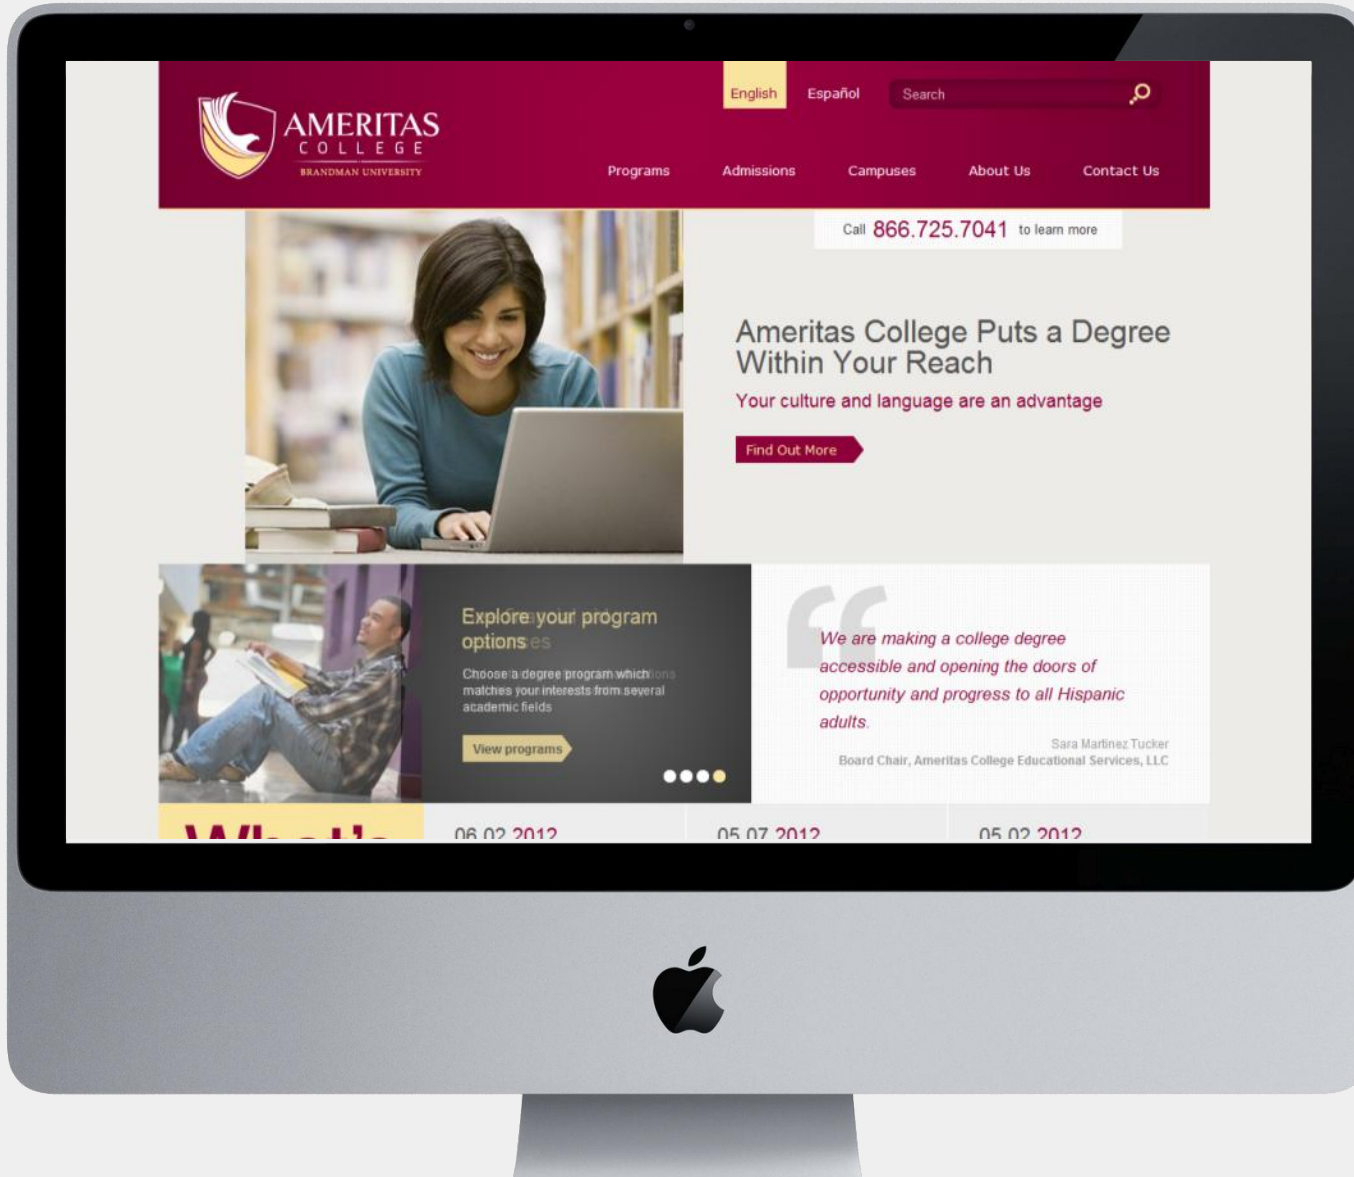 AMERITAS
COLLEGE
BRANDMAN UNIVERSITY
English
Español
Search
Programs
Admissions
Campuses
About Us
Contact Us
Call 866.725.7041 to learn more
Ameritas College Puts a Degree
Within Your Reach
Your culture and language are an advantage
Find Out More
Explore your program
options
Choose a degree program which
matches your interests from several
academic fields
View programs
“
We are making a college degree
accessible and opening the doors of
opportunity and progress to all Hispanic
adults.
Sara Martinez Tucker
Board Chair, Ameritas College Educational Services, LLC
What's
06.02.2012
05.07.2012
05.02.2012